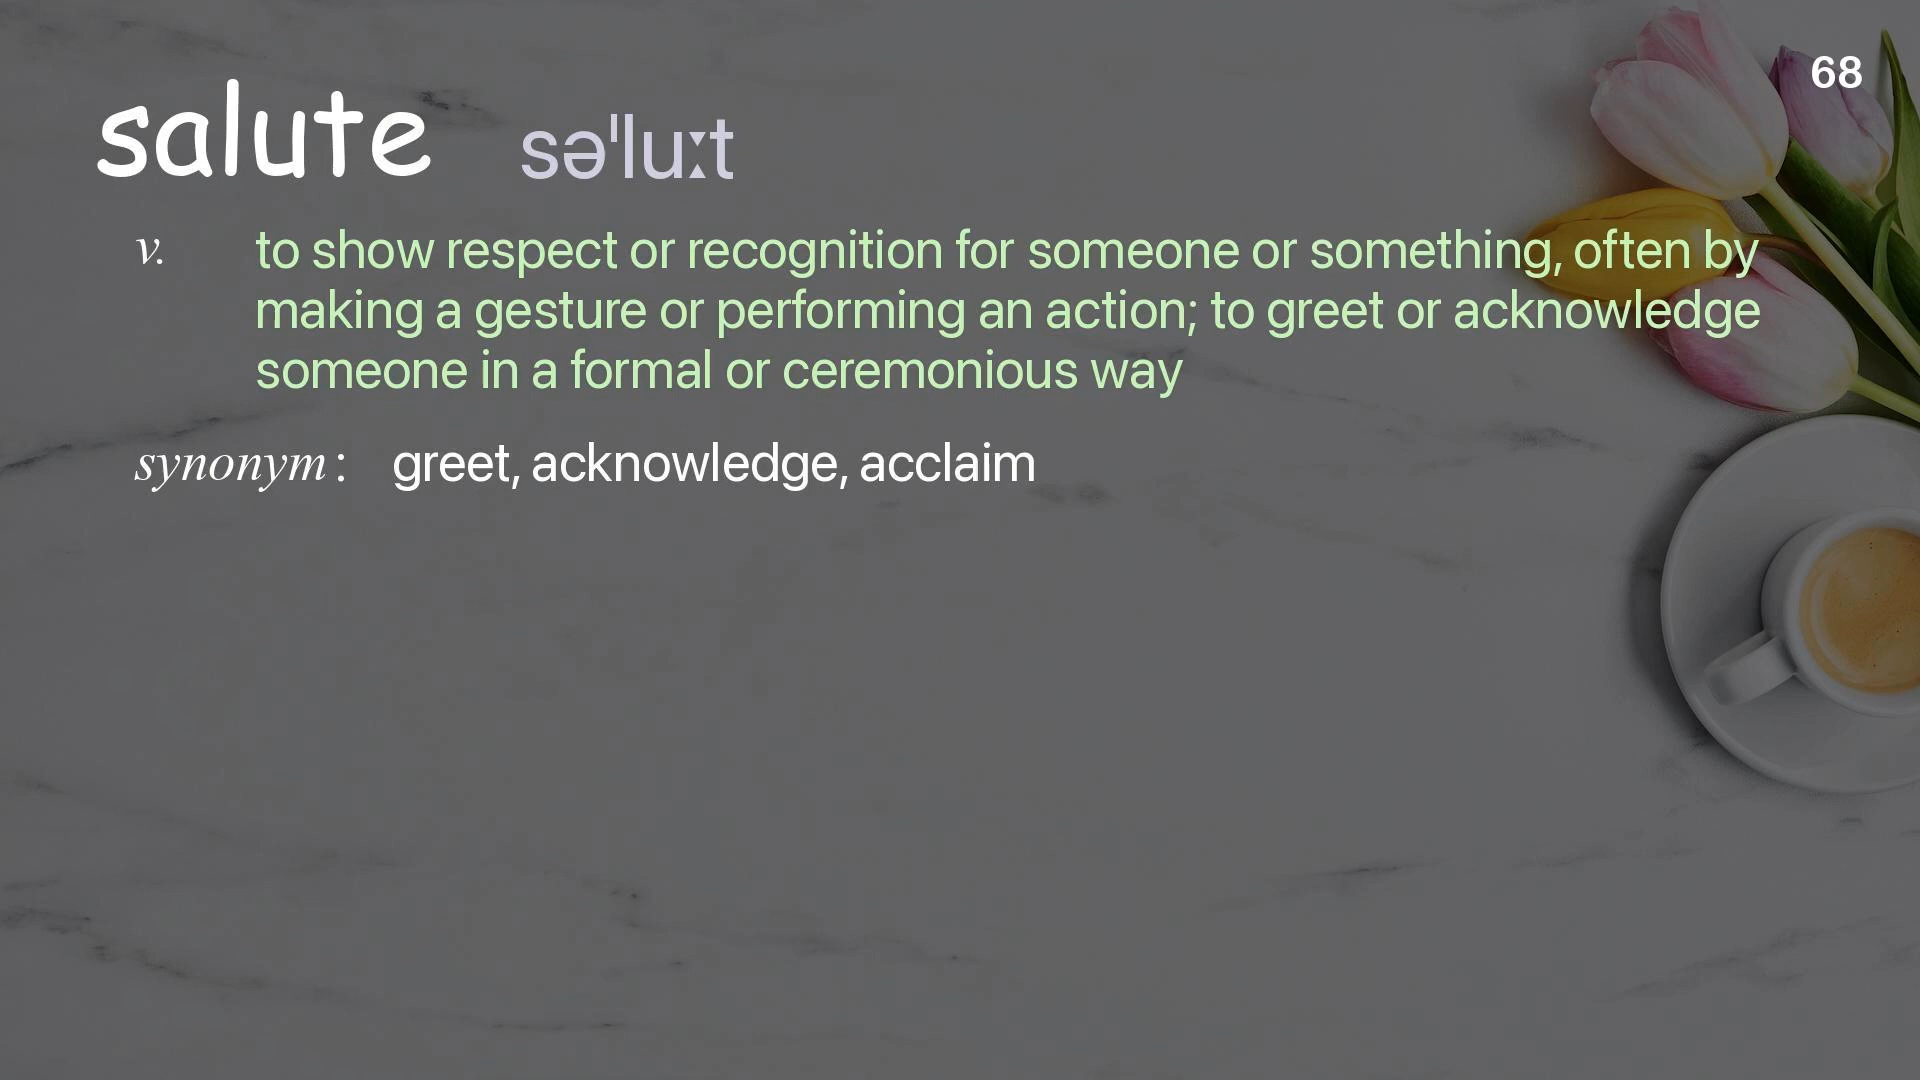 68
salute səˈluːt
v. to show respect or recognition for someone or something, often by
making a gesture or performing an action; to greet or acknowledge
someone in a formal or ceremonious way
synonym : greet, acknowledge, acclaim